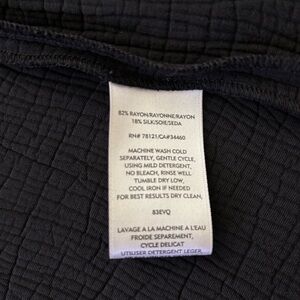 82% RAYON/RAYONNE/RAYON
18% SILK/SOIE/SEDA
RN# 78121/CA#34460
MACHINE WASH COLD
SEPARATELY, GENTLE CYCLE,
USING MILD DETERGENT,
NO BLEACH, RINSE WELL
TUMBLE DRY LOW,
COOL IRON IF NEEDED
FOR BEST RESULTS DRY CLEAN,
83EVQ
LAVAGE A LA MACHINE A L'EAU
FROIDE SEPAREMENT,
CYCLE DELICAT
UTILISER DETERGENT LEGER